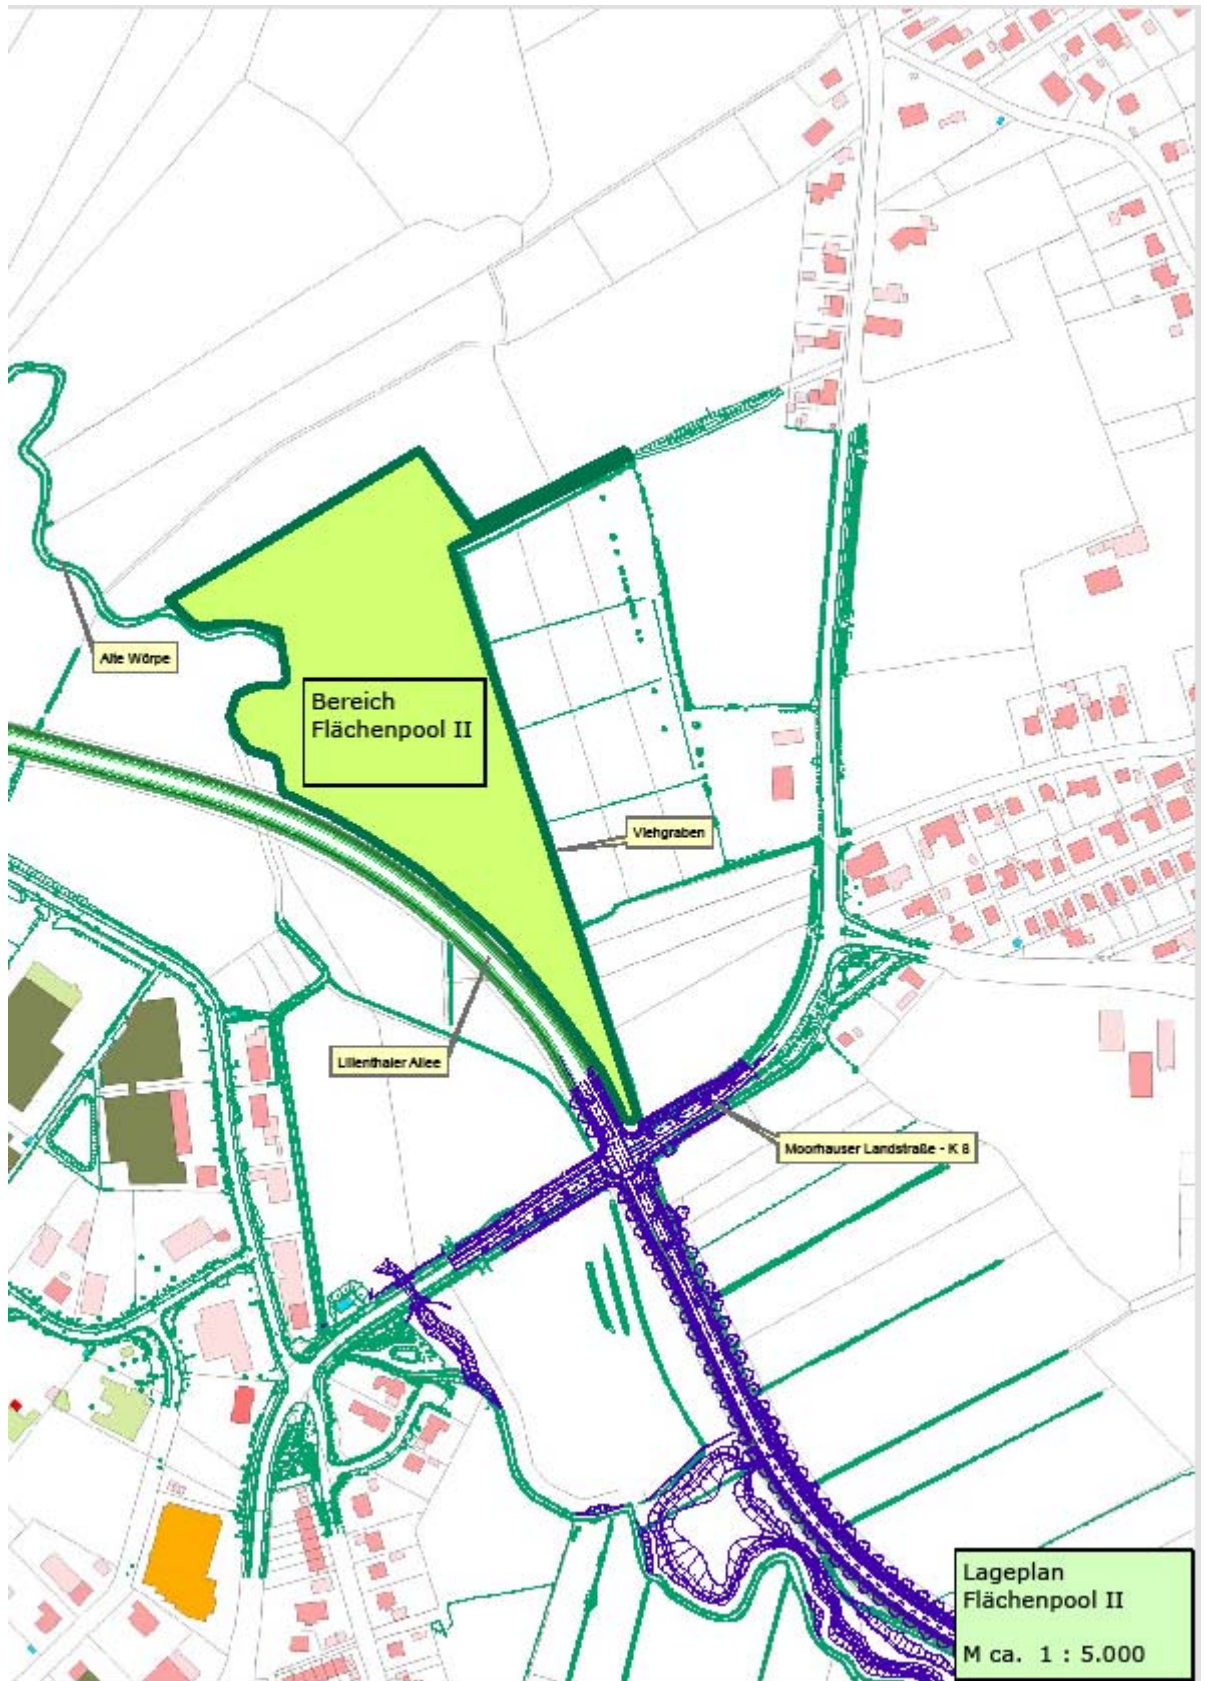 Alte Wörpe
Bereich
Flächenpool II
Viehgraben
Lilienthaler Allee
Moorhauser Landstraße - K 8
Lageplan
Flächenpool II
M ca. 1 : 5.000